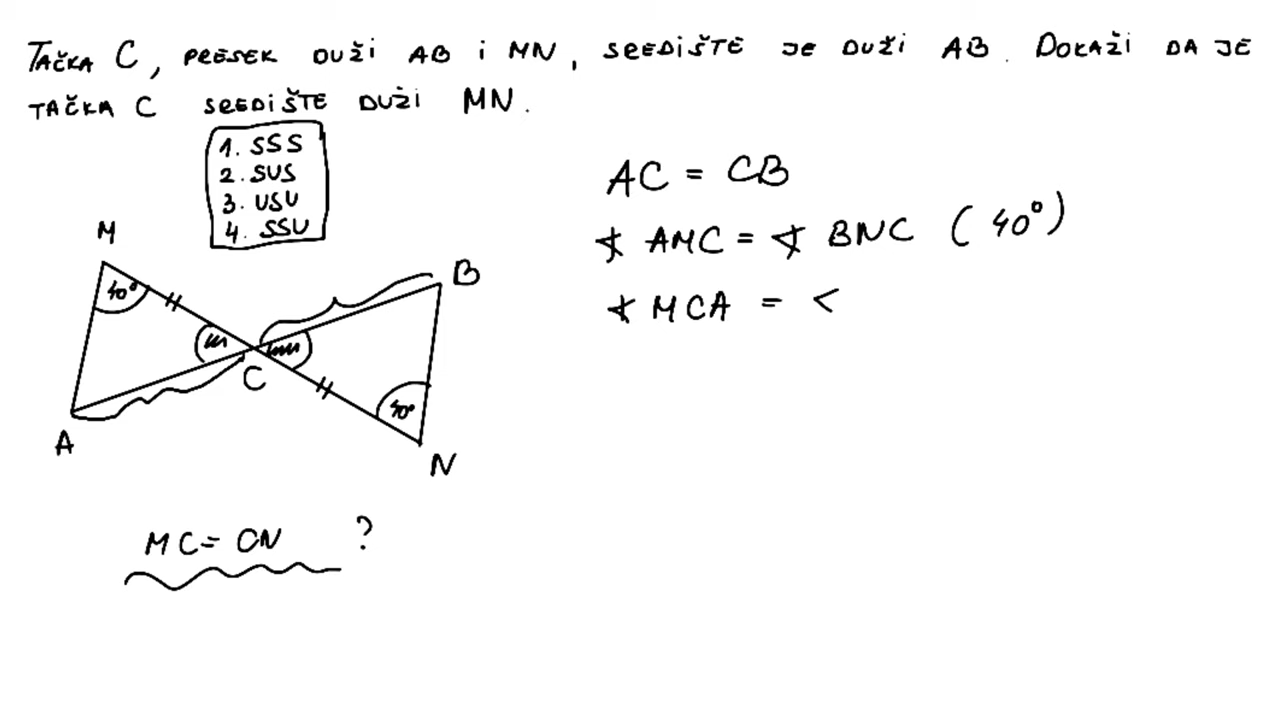 TAČKA C, PRESEK DUŽI AB I MN, SREDIŠTE JE DUŽI AB. DOKAŽI DA JE
TAČKA C SREDIŠTE DUŽI MN.
1. SSS
2. SUS
3. USU
4. SSU
AC = CB
∢ AMC = ∢ BNC (40°)
∢ MCA = <
M
40°
B
C
40°
A
N
MC = CN ?